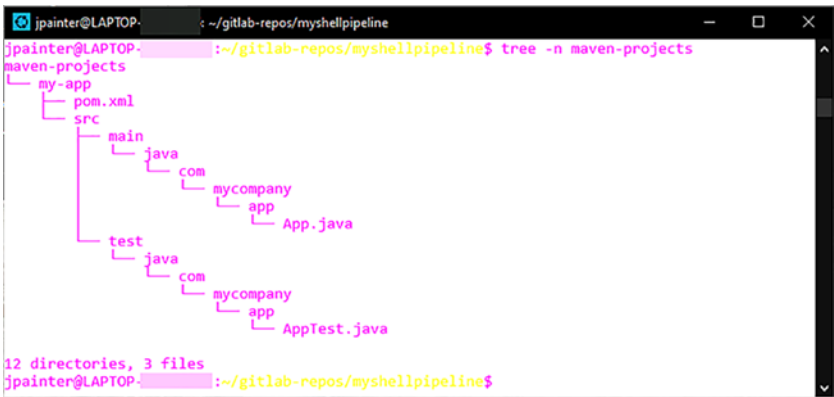 jpainter@LAPTOP- : ~/gitlab-repos/myshellpipeline
jpainter@LAPTOP- :~/gitlab-repos/myshellpipeline$ tree -n maven-projects
maven-projects
└── my-app
    ├── pom.xml
    └── src
        ├── main
        │   └── java
        │       └── com
        │           └── mycompany
        │               └── app
        │                   └── App.java
        └── test
            └── java
                └── com
                    └── mycompany
                        └── app
                            └── AppTest.java
12 directories, 3 files
jpainter@LAPTOP- :~/gitlab-repos/myshellpipeline$